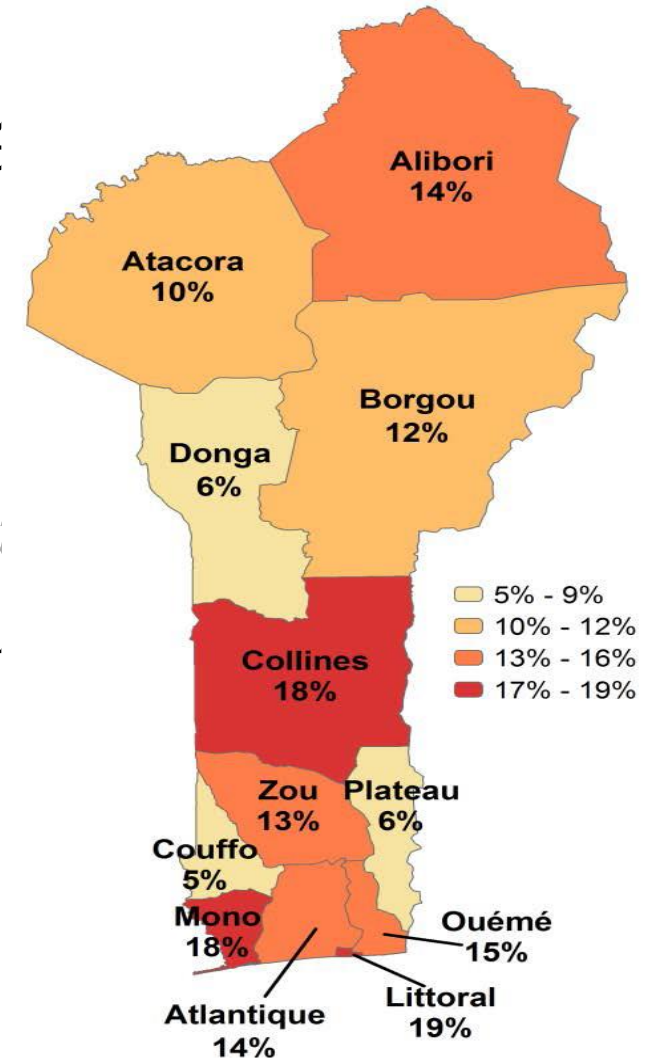 Alibori
14%
Atacora
10%
Borgou
12%
Donga
6%
5% - 9%
10% - 12%
13% - 16%
17% - 19%
Collines
18%
Zou
13%
Plateau
6%
Couffo
5%
Mono
18%
Ouémé
15%
Littoral
19%
Atlantique
14%